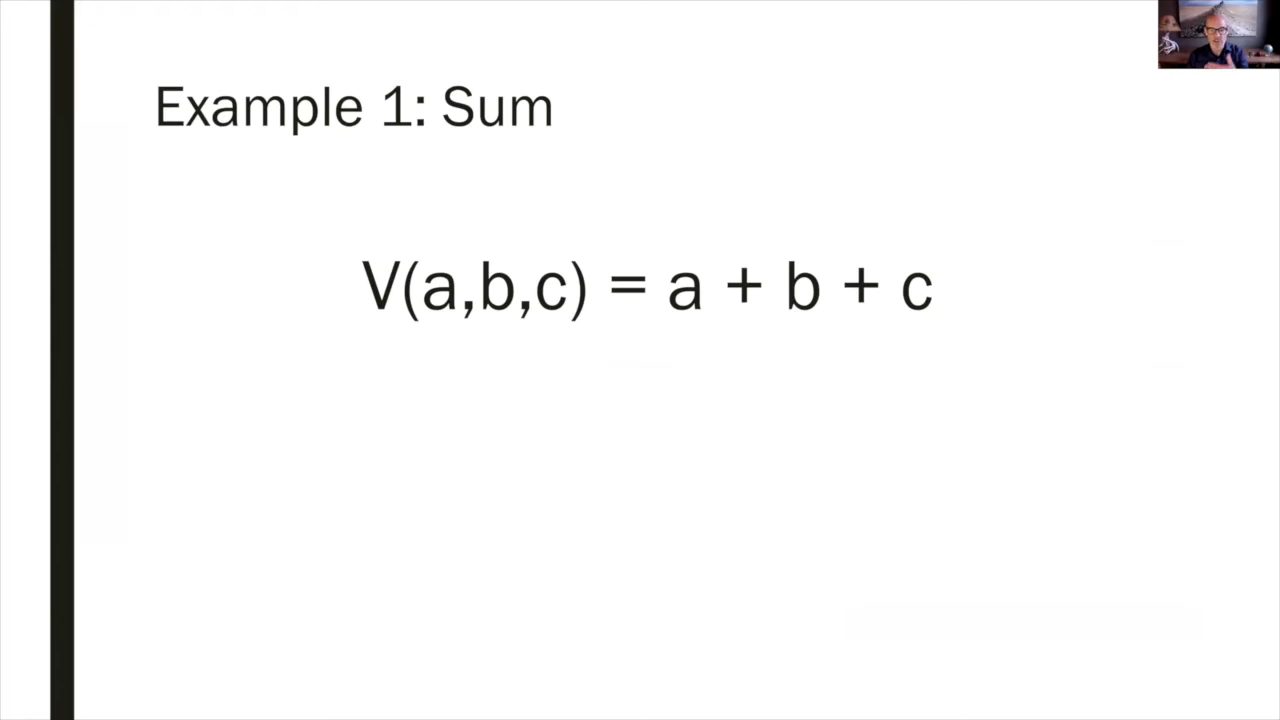 Example 1: Sum
V(a,b,c) = a + b + c